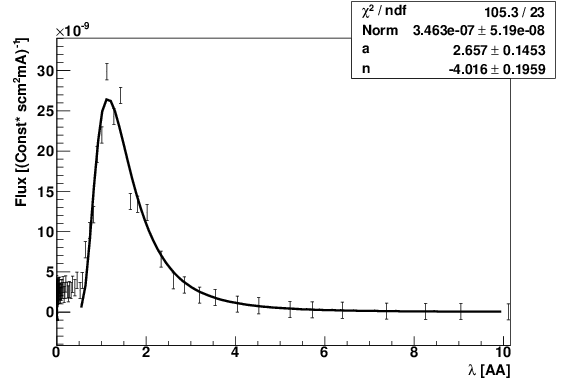 χ² / ndf 105.3 / 23
Norm 3.463e-07 ± 5.19e-08
a 2.657 ± 0.1453
n -4.016 ± 0.1959
×10⁻⁹
Flux [(Const* scm²mA)⁻¹]
30
25
20
15
10
5
0
0 2 4 6 8 10
λ [AA]